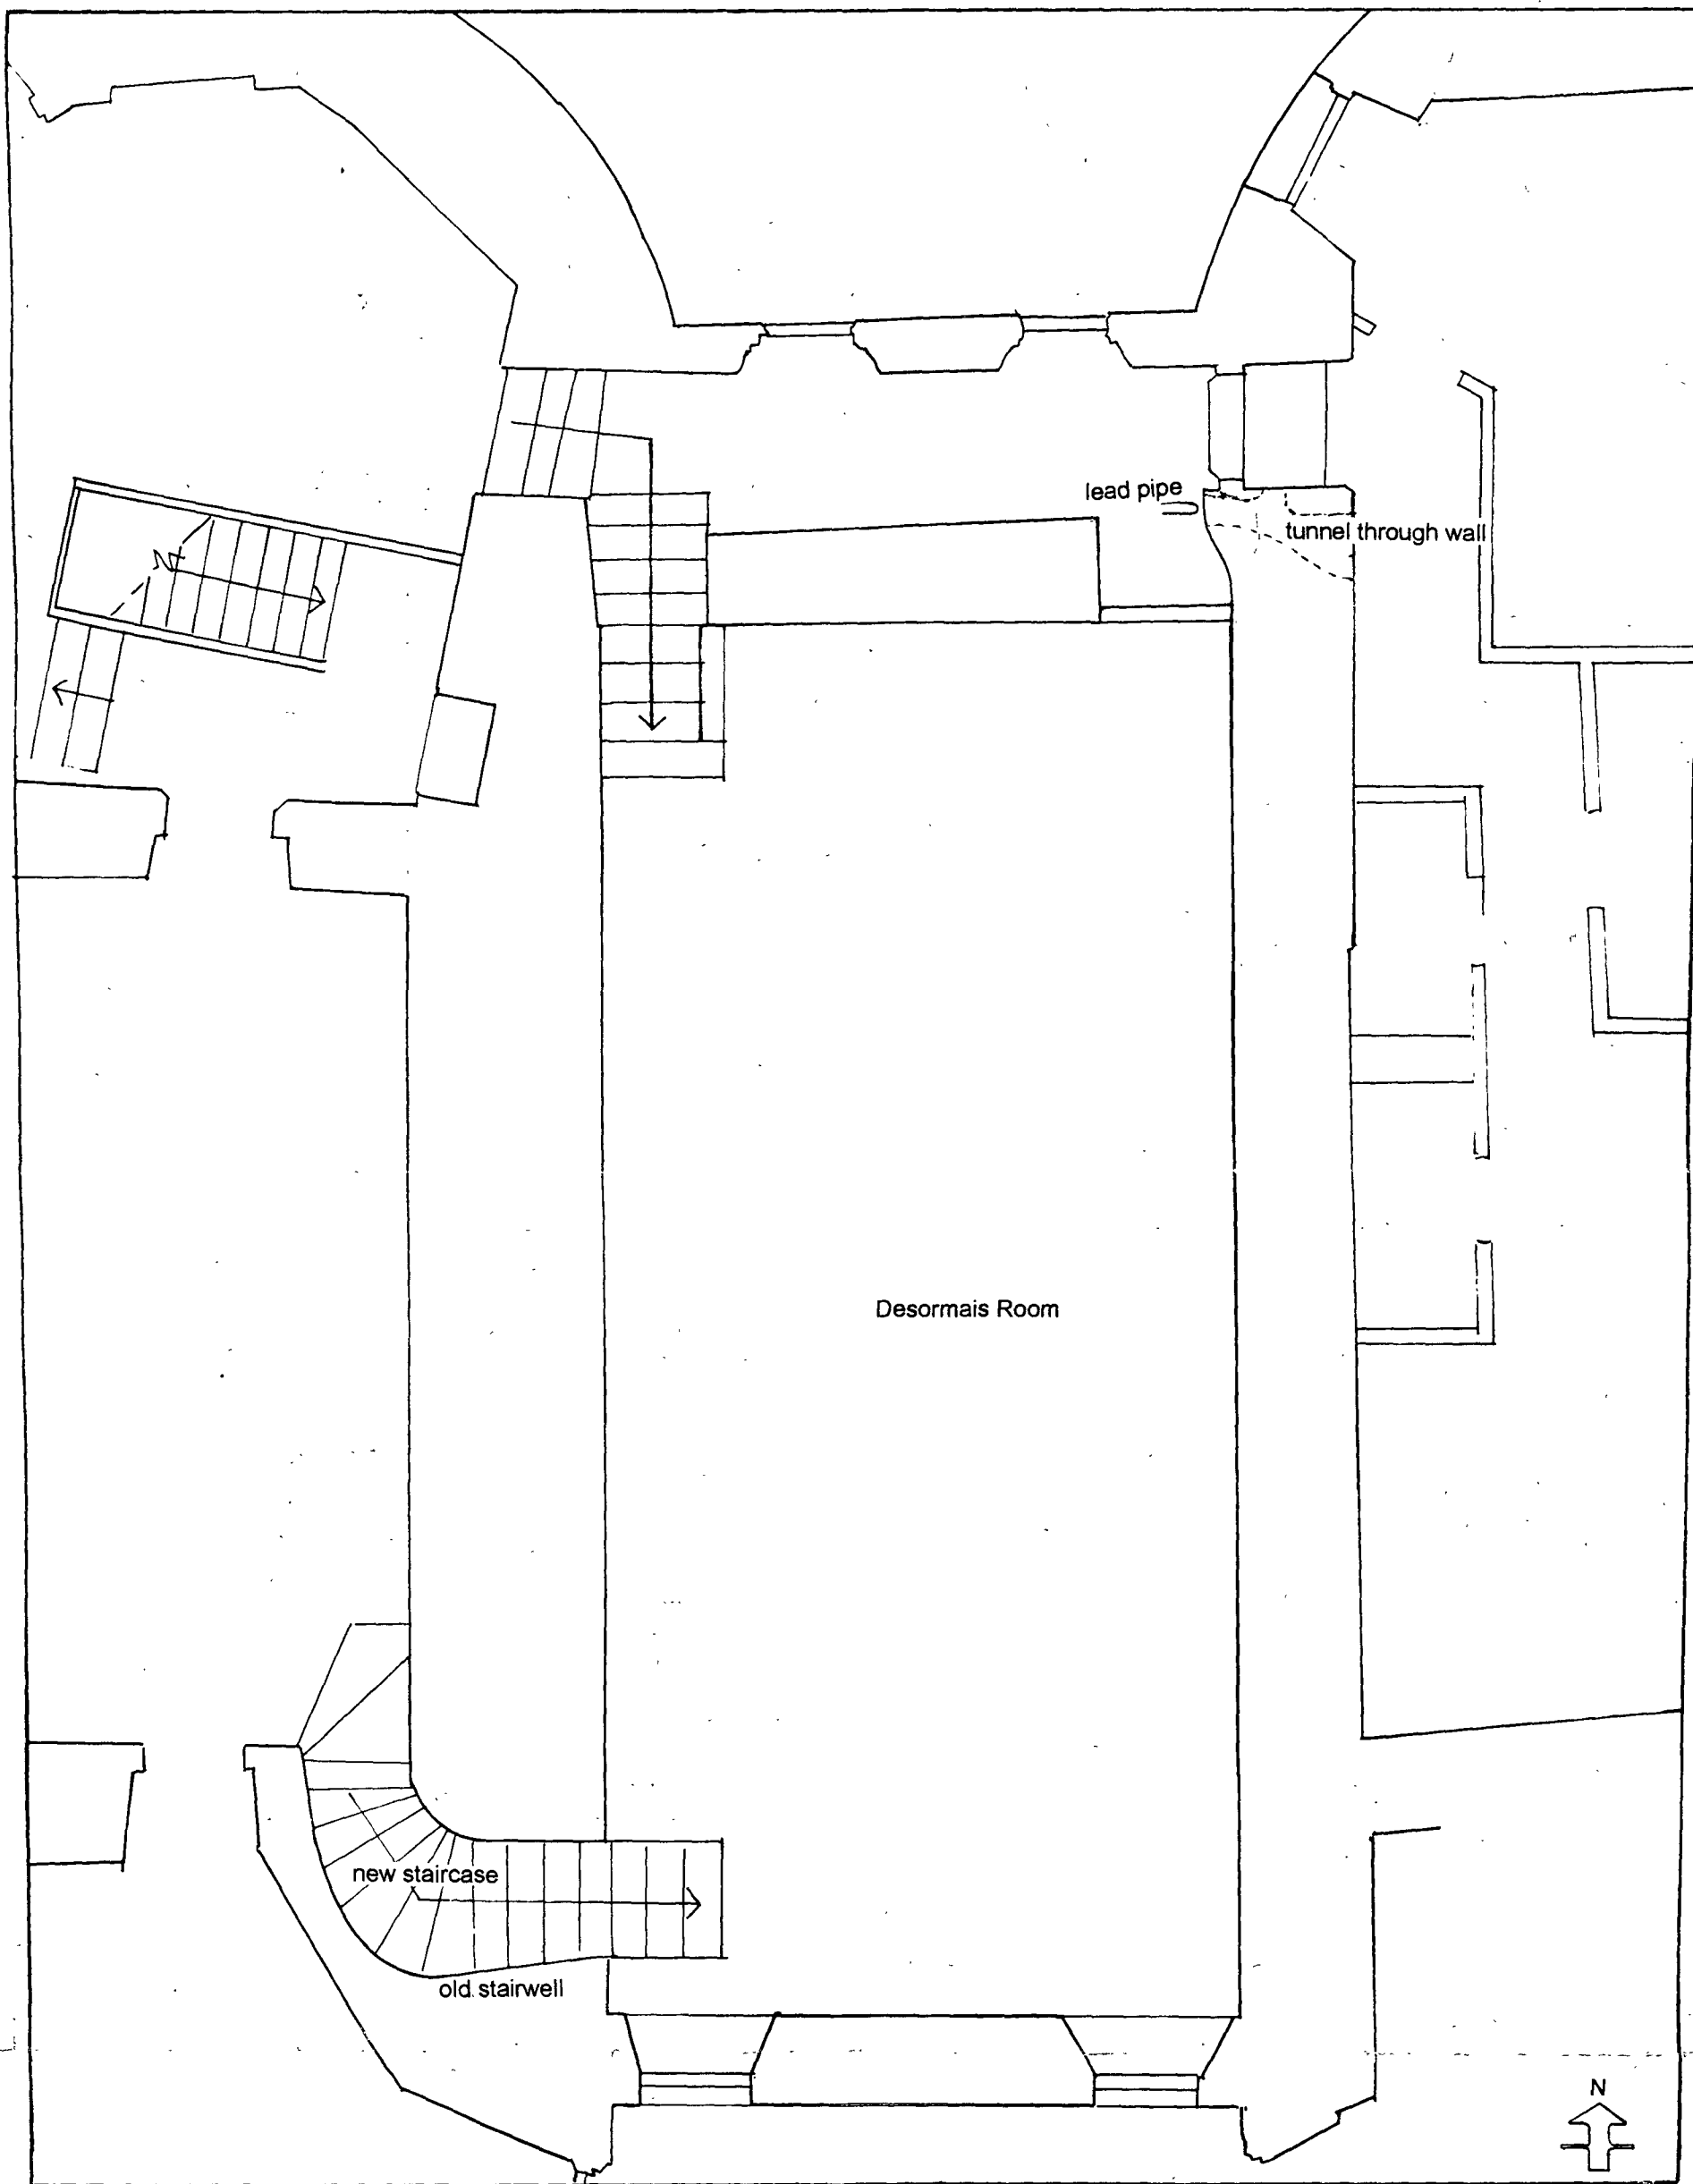 lead pipe
tunnel through wall
Desormais Room
new staircase
old stairwell
N